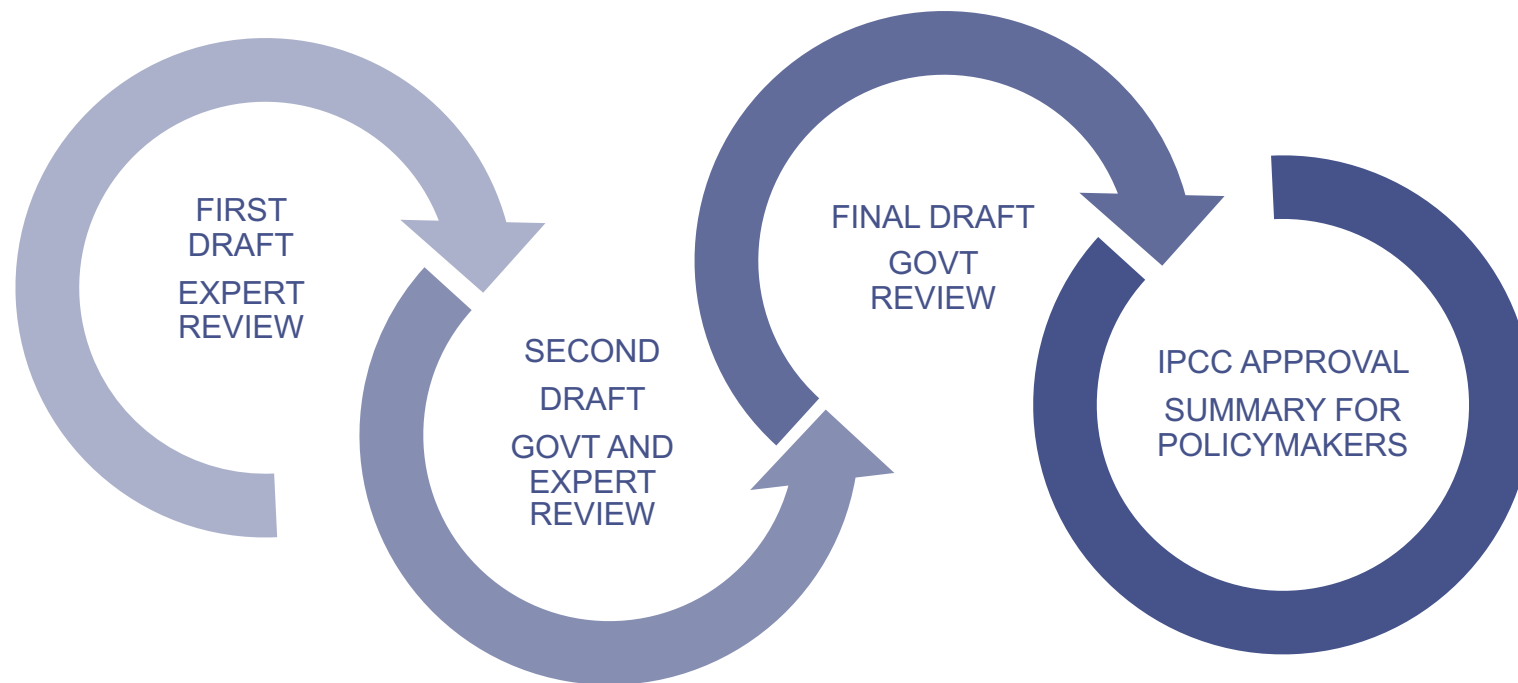 FIRST
DRAFT
EXPERT
REVIEW
SECOND
DRAFT
GOVT AND
EXPERT
REVIEW
FINAL DRAFT
GOVT
REVIEW
IPCC APPROVAL
SUMMARY FOR
POLICYMAKERS